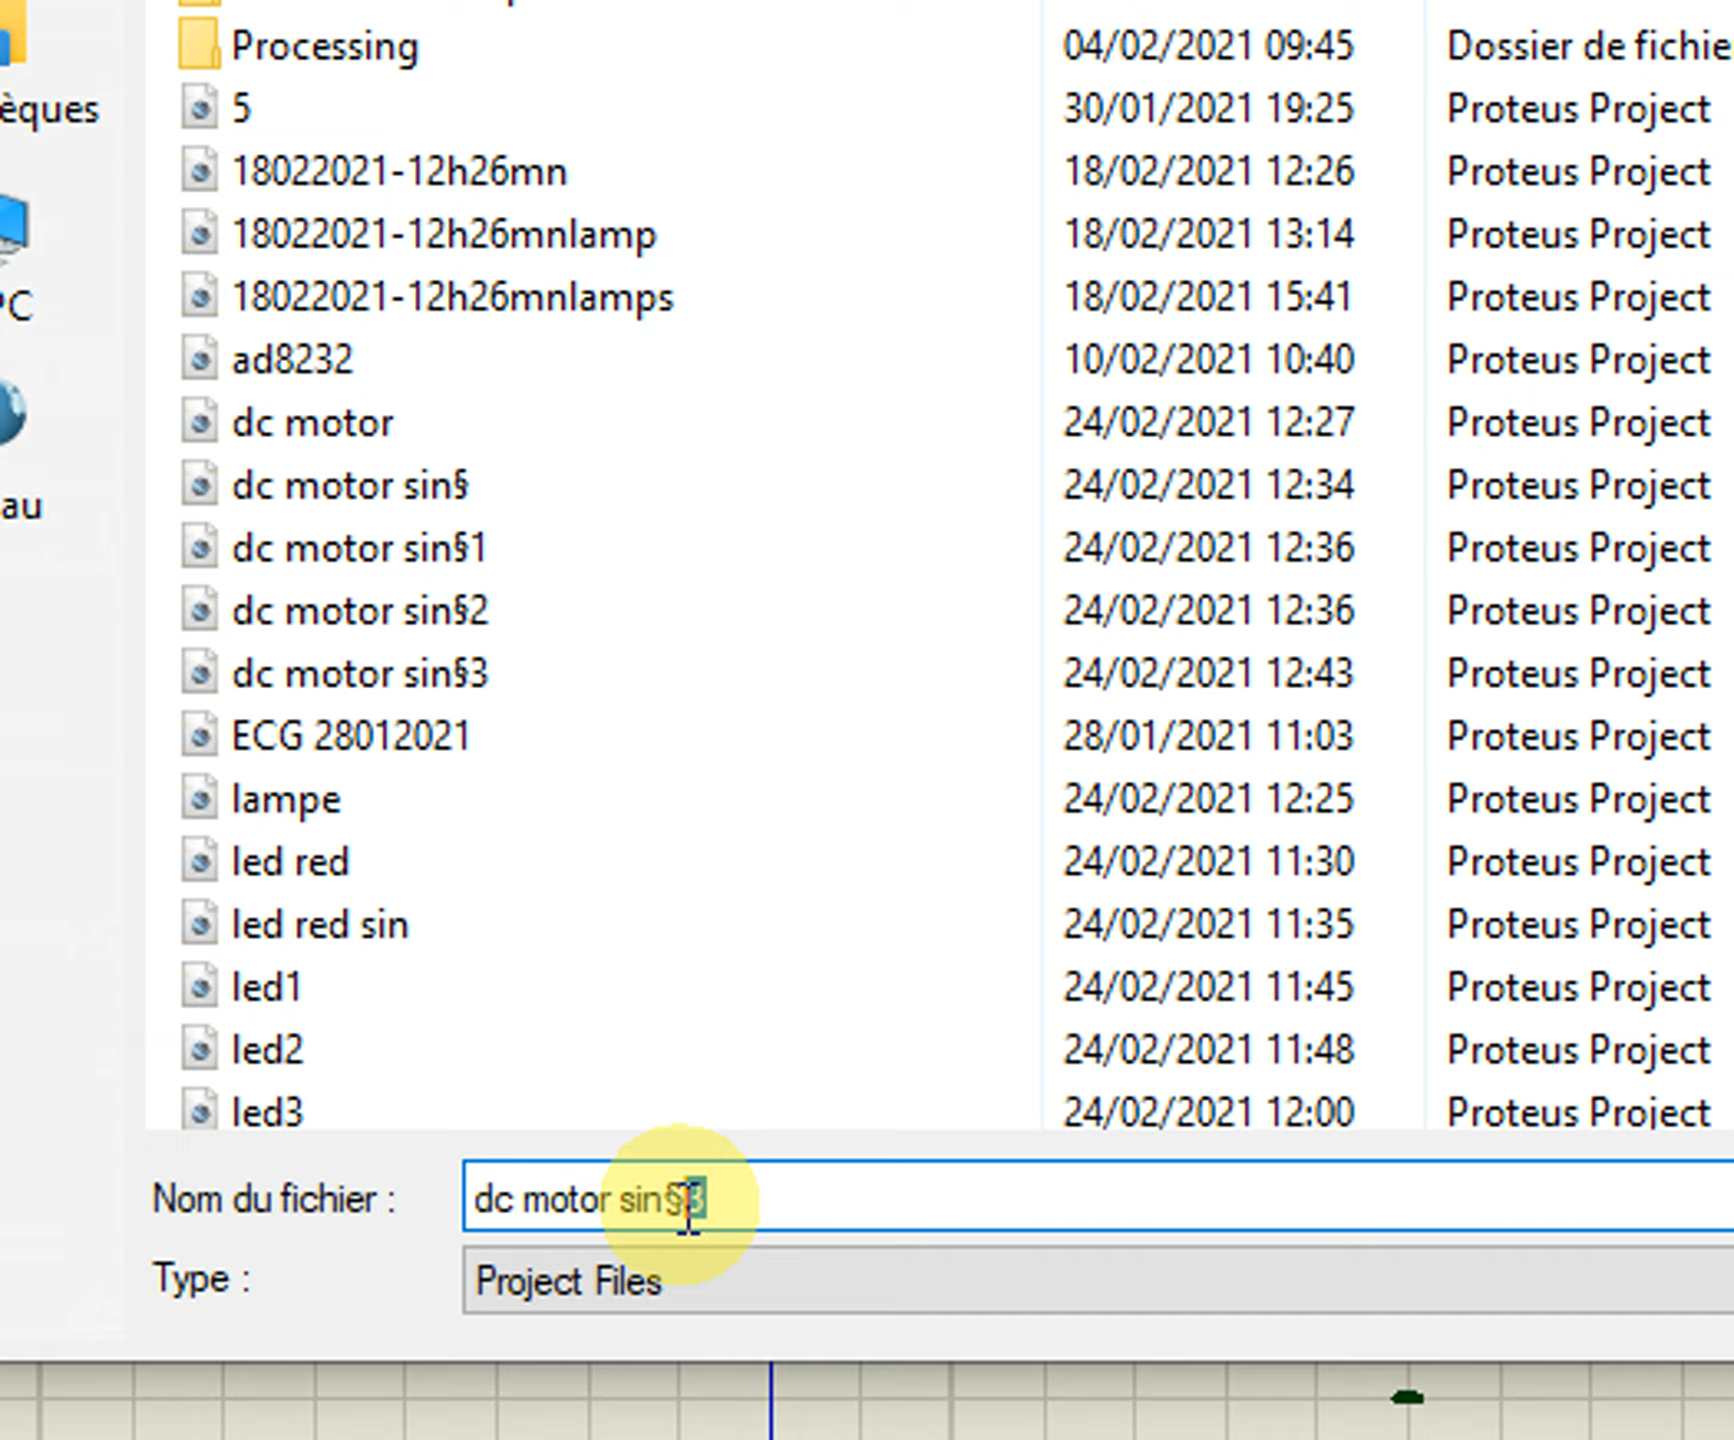 Processing 04/02/2021 09:45 Dossier de fichie
èques
5 30/01/2021 19:25 Proteus Project
18022021-12h26mn 18/02/2021 12:26 Proteus Project
18022021-12h26mnlamp 18/02/2021 13:14 Proteus Project
PC
18022021-12h26mnlamps 18/02/2021 15:41 Proteus Project
ad8232 10/02/2021 10:40 Proteus Project
dc motor 24/02/2021 12:27 Proteus Project
dc motor sin§ 24/02/2021 12:34 Proteus Project
au
dc motor sin§1 24/02/2021 12:36 Proteus Project
dc motor sin§2 24/02/2021 12:36 Proteus Project
dc motor sin§3 24/02/2021 12:43 Proteus Project
ECG 28012021 28/01/2021 11:03 Proteus Project
lampe 24/02/2021 12:25 Proteus Project
led red 24/02/2021 11:30 Proteus Project
led red sin 24/02/2021 11:35 Proteus Project
led1 24/02/2021 11:45 Proteus Project
led2 24/02/2021 11:48 Proteus Project
led3 24/02/2021 12:00 Proteus Project
Nom du fichier : dc motor sin§3
Type : Project Files